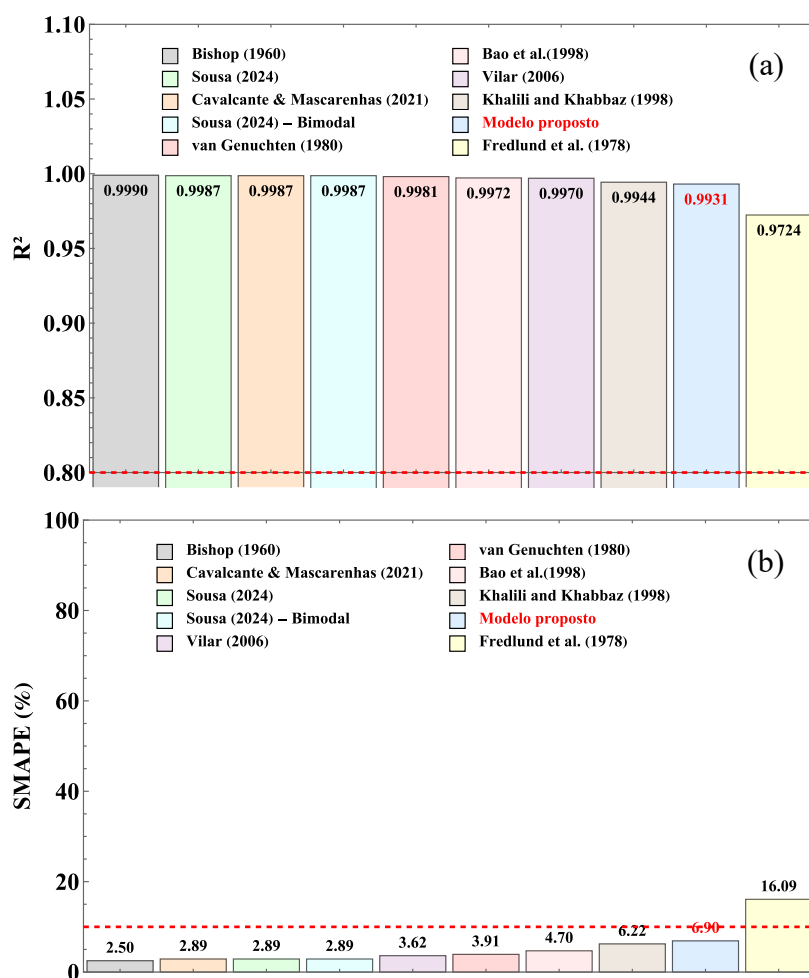 1.10
1.05
1.00
0.95
0.90
0.85
0.80
R²
Bishop (1960)
Sousa (2024)
Cavalcante & Mascarenhas (2021)
Sousa (2024) – Bimodal
van Genuchten (1980)
Bao et al.(1998)
Vilar (2006)
Khalili and Khabbaz (1998)
Modelo proposto
Fredlund et al. (1978)
(a)
0.9990
0.9987
0.9987
0.9987
0.9981
0.9972
0.9970
0.9944
0.9931
0.9724
100
80
60
40
20
0
SMAPE (%)
Bishop (1960)
Cavalcante & Mascarenhas (2021)
Sousa (2024)
Sousa (2024) – Bimodal
Vilar (2006)
van Genuchten (1980)
Bao et al.(1998)
Khalili and Khabbaz (1998)
Modelo proposto
Fredlund et al. (1978)
(b)
2.50
2.89
2.89
2.89
3.62
3.91
4.70
6.22
6.90
16.09